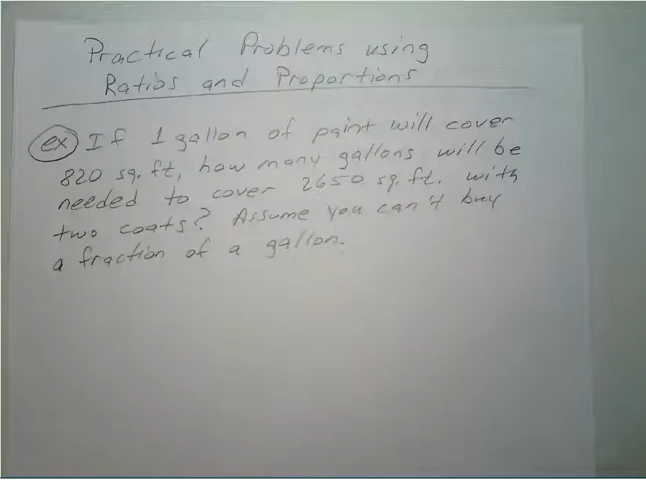 Practical Problems using
Ratios and Proportions
ex If 1 gallon of paint will cover
820 sq. ft, how many gallons will be
needed to cover 2650 sq. ft. with
two coats? Assume you can't buy
a fraction of a gallon.